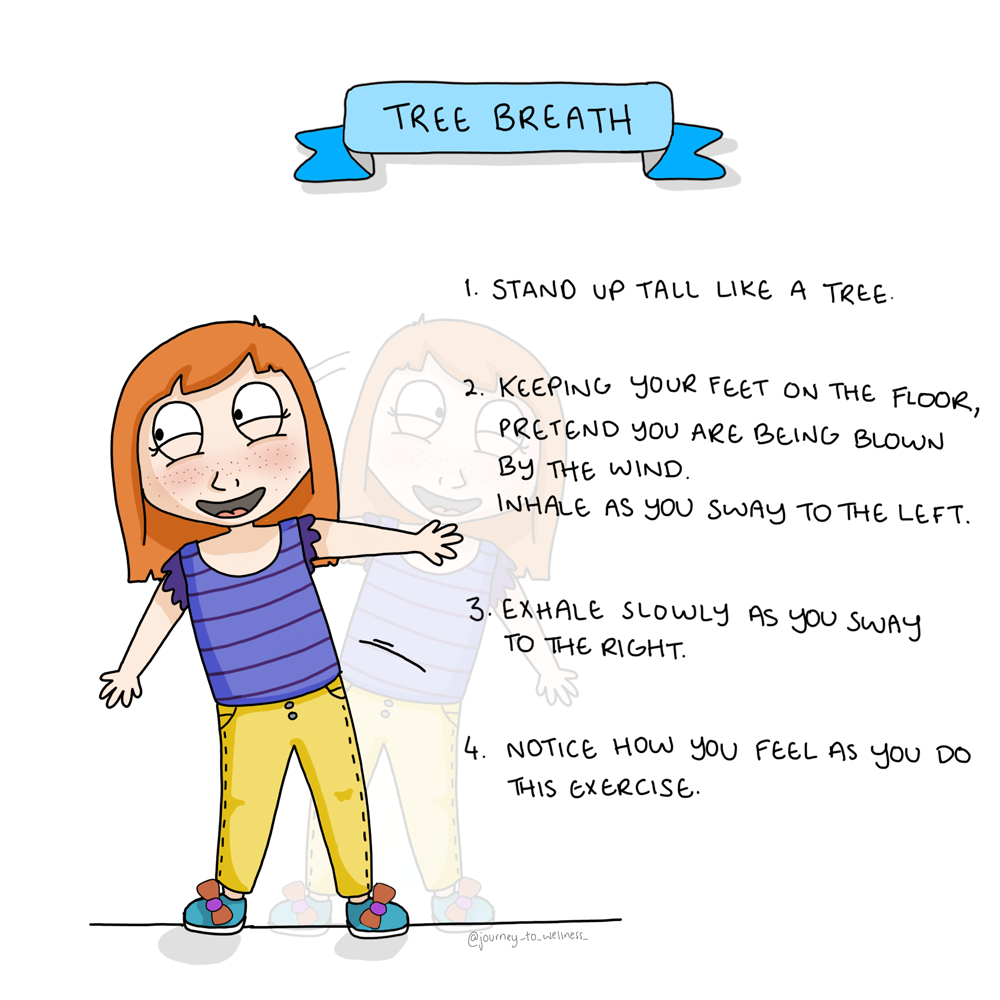 TREE BREATH
1. STAND UP TALL LIKE A TREE.
2. KEEPING YOUR FEET ON THE FLOOR,
PRETEND YOU ARE BEING BLOWN
BY THE WIND.
INHALE AS YOU SWAY TO THE LEFT.
3. EXHALE SLOWLY AS YOU SWAY
TO THE RIGHT.
4. NOTICE HOW YOU FEEL AS YOU DO
THIS EXERCISE.
@journey_to_wellness_